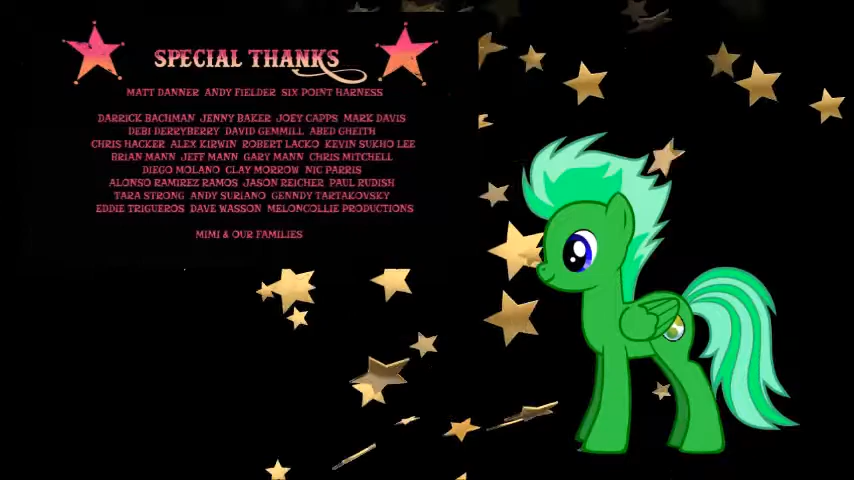 SPECIAL THANKS
MATT DANNER ANDY FIELDER SIX POINT HARNESS
DARRICK BACHMAN JENNY BAKER JOEY CAPPS MARK DAVIS
DEBI DERRYBERRY DAVID GEMMILL ABED GHEITH
CHRIS HACKER ALEX KIRWIN ROBERT LACKO KEVIN SUKHO LEE
BRIAN MANN JEFF MANN GARY MANN CHRIS MITCHELL
DIEGO MOLANO CLAY MORROW NIC PARRIS
ALONSO RAMIREZ RAMOS JASON REICHER PAUL RUDISH
TARA STRONG ANDY SURIANO GENNDY TARTAKOVSKY
EDDIE TRIGUEROS DAVE WASSON MELONCOLLIE PRODUCTIONS
MIMI & OUR FAMILIES